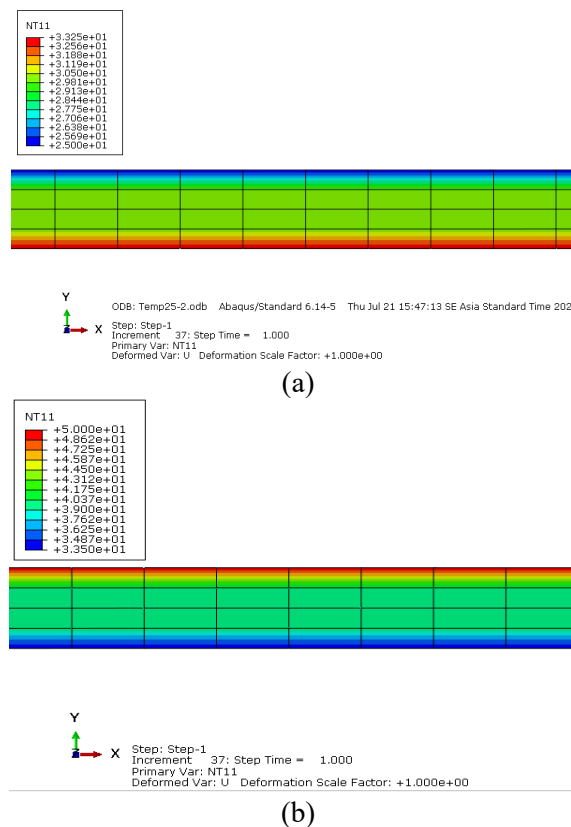 NT11
+3.325e+01
+3.256e+01
+3.188e+01
+3.119e+01
+3.050e+01
+2.981e+01
+2.913e+01
+2.844e+01
+2.775e+01
+2.706e+01
+2.638e+01
+2.569e+01
+2.500e+01
Y
Z X
ODB: Temp25-2.odb Abaqus/Standard 6.14-5 Thu Jul 21 15:47:13 SE Asia Standard Time 202
Step: Step-1
Increment 37: Step Time = 1.000
Primary Var: NT11
Deformed Var: U Deformation Scale Factor: +1.000e+00
(a)
NT11
+5.000e+01
+4.862e+01
+4.725e+01
+4.587e+01
+4.450e+01
+4.312e+01
+4.175e+01
+4.037e+01
+3.900e+01
+3.762e+01
+3.625e+01
+3.487e+01
+3.350e+01
Y
Z X
Step: Step-1
Increment 37: Step Time = 1.000
Primary Var: NT11
Deformed Var: U Deformation Scale Factor: +1.000e+00
(b)